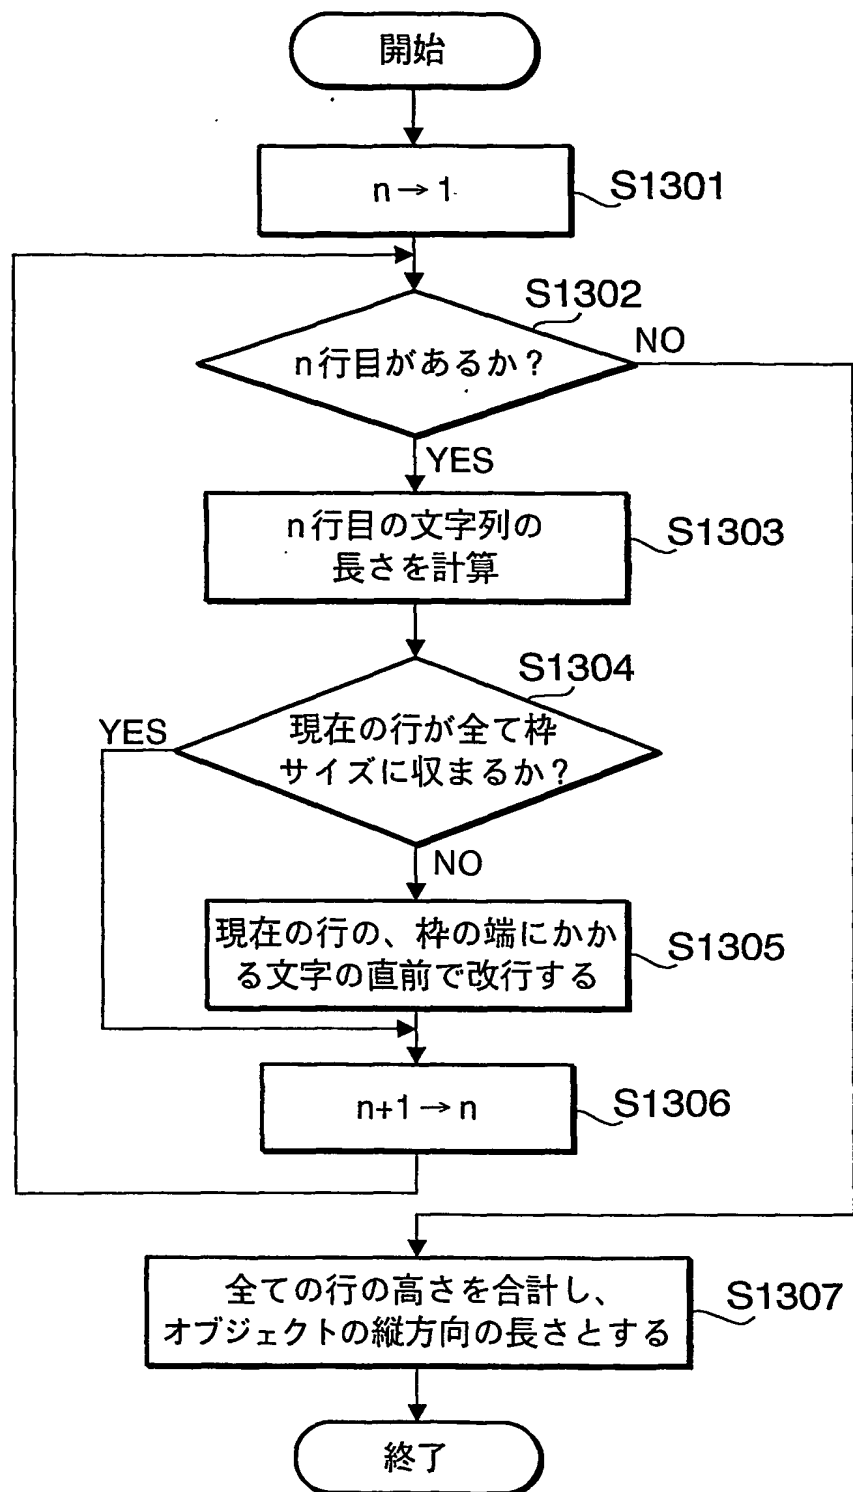 開始
n→1
S1301
S1302
n行目があるか？
NO
YES
n行目の文字列の
長さを計算
S1303
S1304
YES
現在の行が全て枠
サイズに収まるか？
NO
現在の行の、枠の端にかか
る文字の直前で改行する
S1305
n+1→n
S1306
全ての行の高さを合計し、
オブジェクトの縦方向の長さとする
S1307
終了